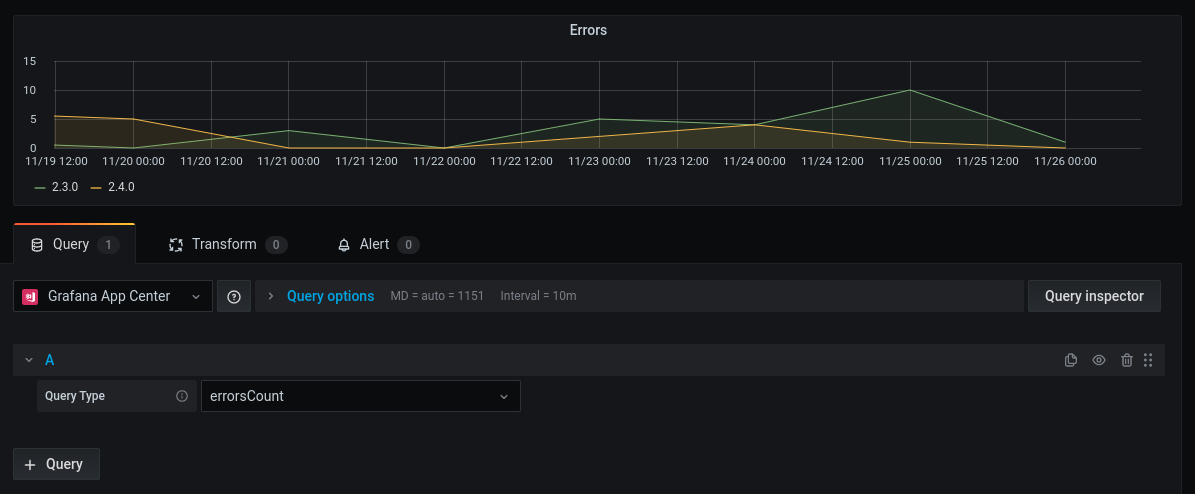 Errors
15
10
5
0
11/19 12:00 11/20 00:00 11/20 12:00 11/21 00:00 11/21 12:00 11/22 00:00 11/22 12:00 11/23 00:00 11/23 12:00 11/24 00:00 11/24 12:00 11/25 00:00 11/25 12:00 11/26 00:00
2.3.0 2.4.0
Query 1 Transform 0 Alert 0
Grafana App Center Query options MD = auto = 1151 Interval = 10m Query inspector
A
Query Type errorsCount
+ Query